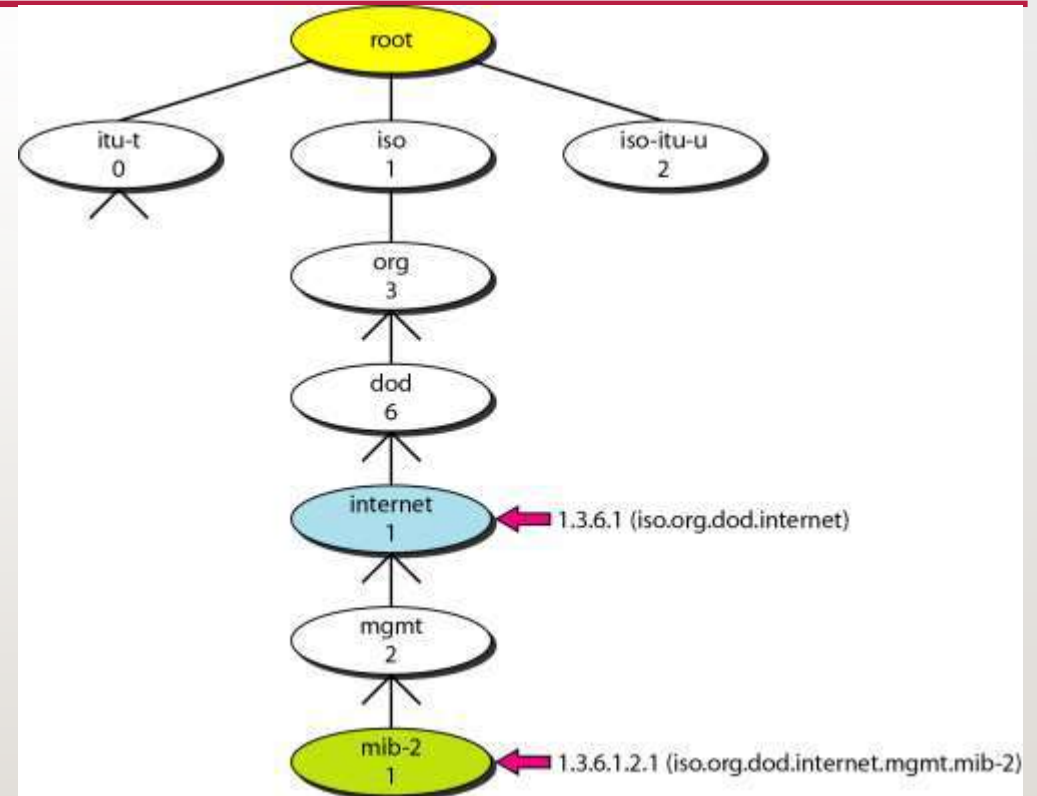 root
itu-t
0
iso
1
iso-itu-u
2
org
3
dod
6
internet
1
1.3.6.1 (iso.org.dod.internet)
mgmt
2
mib-2
1
1.3.6.1.2.1 (iso.org.dod.internet.mgmt.mib-2)